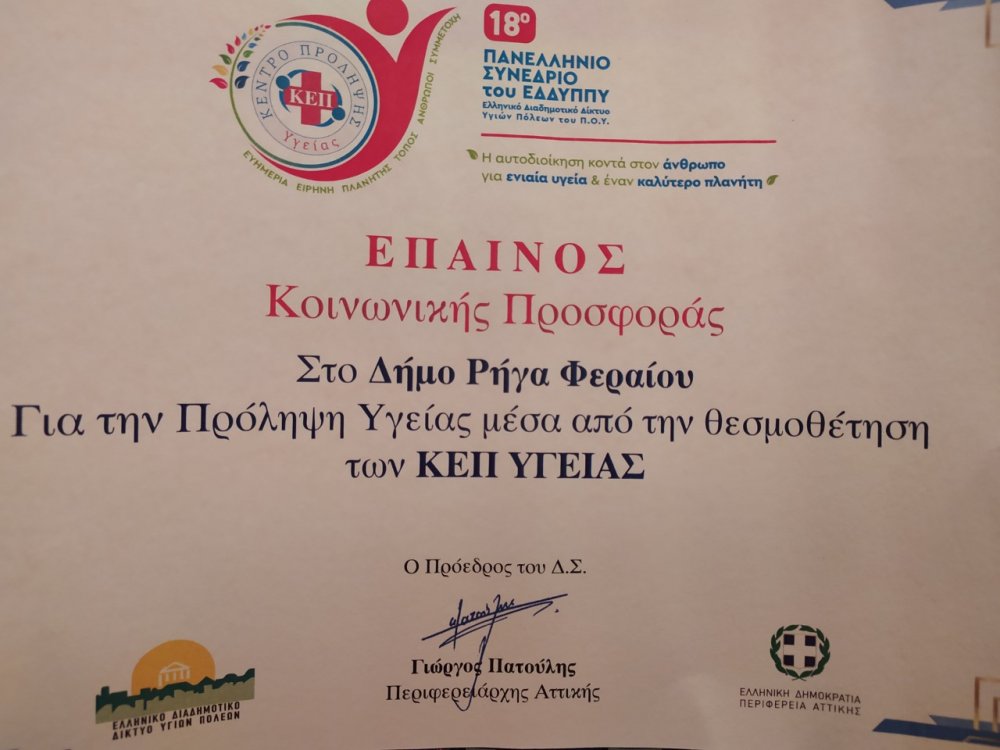 ΚΕΝΤΡΟ ΠΡΟΛΗΨΗΣ
ΚΕΠ
Υγείας
ΕΥΗΜΕΡΙΑ ΕΙΡΗΝΗ ΠΛΑΝΗΤΗΣ ΤΟΠΟΣ ΑΝΘΡΩΠΟΙ ΣΥΜΜΕΤΟΧΗ
18ο
ΠΑΝΕΛΛΗΝΙΟ
ΣΥΝΕΔΡΙΟ
του ΕΔΔΥΠΠΥ
Ελληνικό Διαδημοτικό Δίκτυο
Υγιών Πόλεων του Π.Ο.Υ.
Η αυτοδιοίκηση κοντά στον άνθρωπο
για ενιαία υγεία & έναν καλύτερο πλανήτη
ΕΠΑΙΝΟΣ
Κοινωνικής Προσφοράς
Στο Δήμο Ρήγα Φεραίου
Για την Πρόληψη Υγείας μέσα από την θεσμοθέτηση
των ΚΕΠ ΥΓΕΙΑΣ
Ο Πρόεδρος του Δ.Σ.
Γιώργος Πατούλης
Περιφερειάρχης Αττικής
ΕΛΛΗΝΙΚΟ ΔΙΑΔΗΜΟΤΙΚΟ
ΔΙΚΤΥΟ ΥΓΙΩΝ ΠΟΛΕΩΝ
ΕΛΛΗΝΙΚΗ ΔΗΜΟΚΡΑΤΙΑ
ΠΕΡΙΦΕΡΕΙΑ ΑΤΤΙΚΗΣ